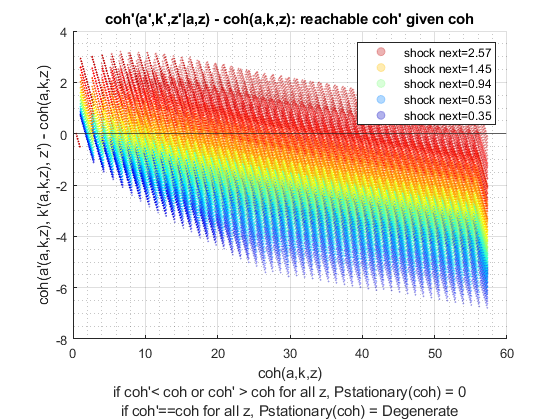 coh'(a',k',z'|a,z) - coh(a,k,z): reachable coh' given coh
coh(a'(a,k,z), k'(a,k,z), z') - coh(a,k,z)
4
2
0
-2
-4
-6
-8
shock next=2.57
shock next=1.45
shock next=0.94
shock next=0.53
shock next=0.35
0
10
20
30
40
50
60
coh(a,k,z)
if coh'< coh or coh' > coh for all z, Pstationary(coh) = 0
if coh'==coh for all z, Pstationary(coh) = Degenerate